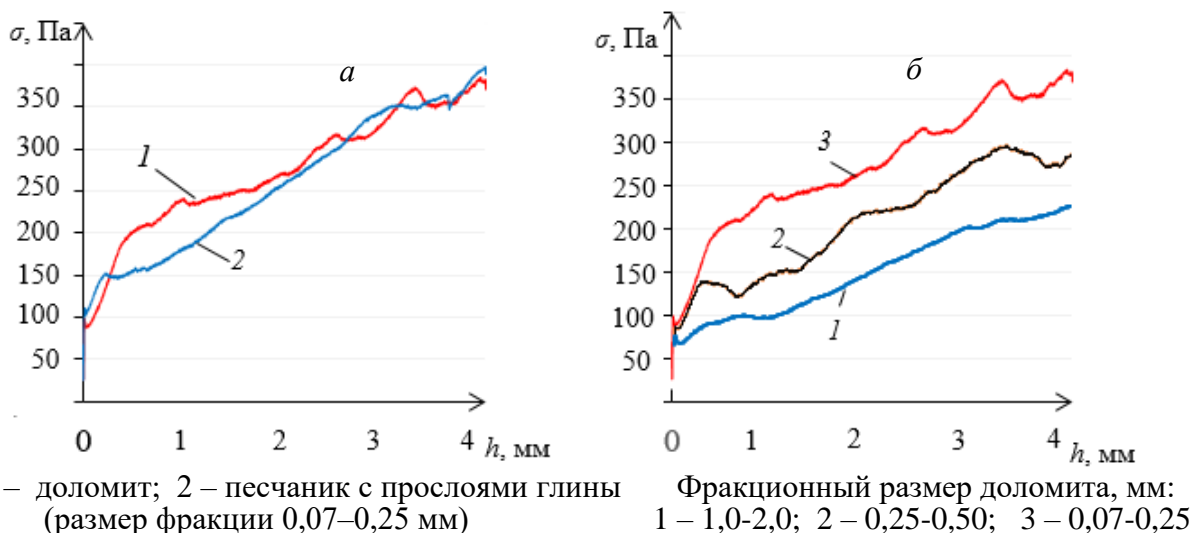 σ, Па
а
350
300
250
200
150
100
50
1
2
0 1 2 3 4 h, мм
– доломит; 2 – песчаник с прослоями глины
(размер фракции 0,07–0,25 мм)
σ, Па
б
350
300
250
200
150
100
50
3
2
1
0 1 2 3 4 h, мм
Фракционный размер доломита, мм:
1 – 1,0-2,0; 2 – 0,25-0,50; 3 – 0,07-0,25